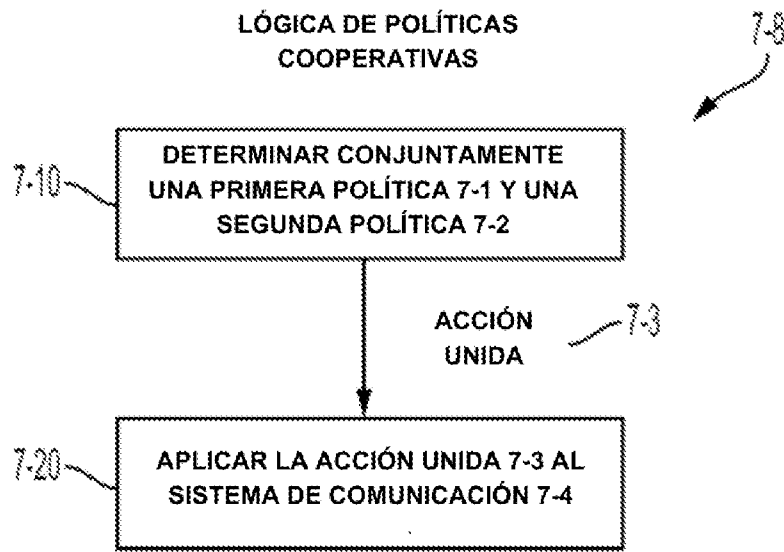 LÓGICA DE POLÍTICAS
COOPERATIVAS
7-8
7-10
DETERMINAR CONJUNTAMENTE
UNA PRIMERA POLÍTICA 7-1 Y UNA
SEGUNDA POLÍTICA 7-2
ACCIÓN
UNIDA
7-3
7-20
APLICAR LA ACCIÓN UNIDA 7-3 AL
SISTEMA DE COMUNICACIÓN 7-4